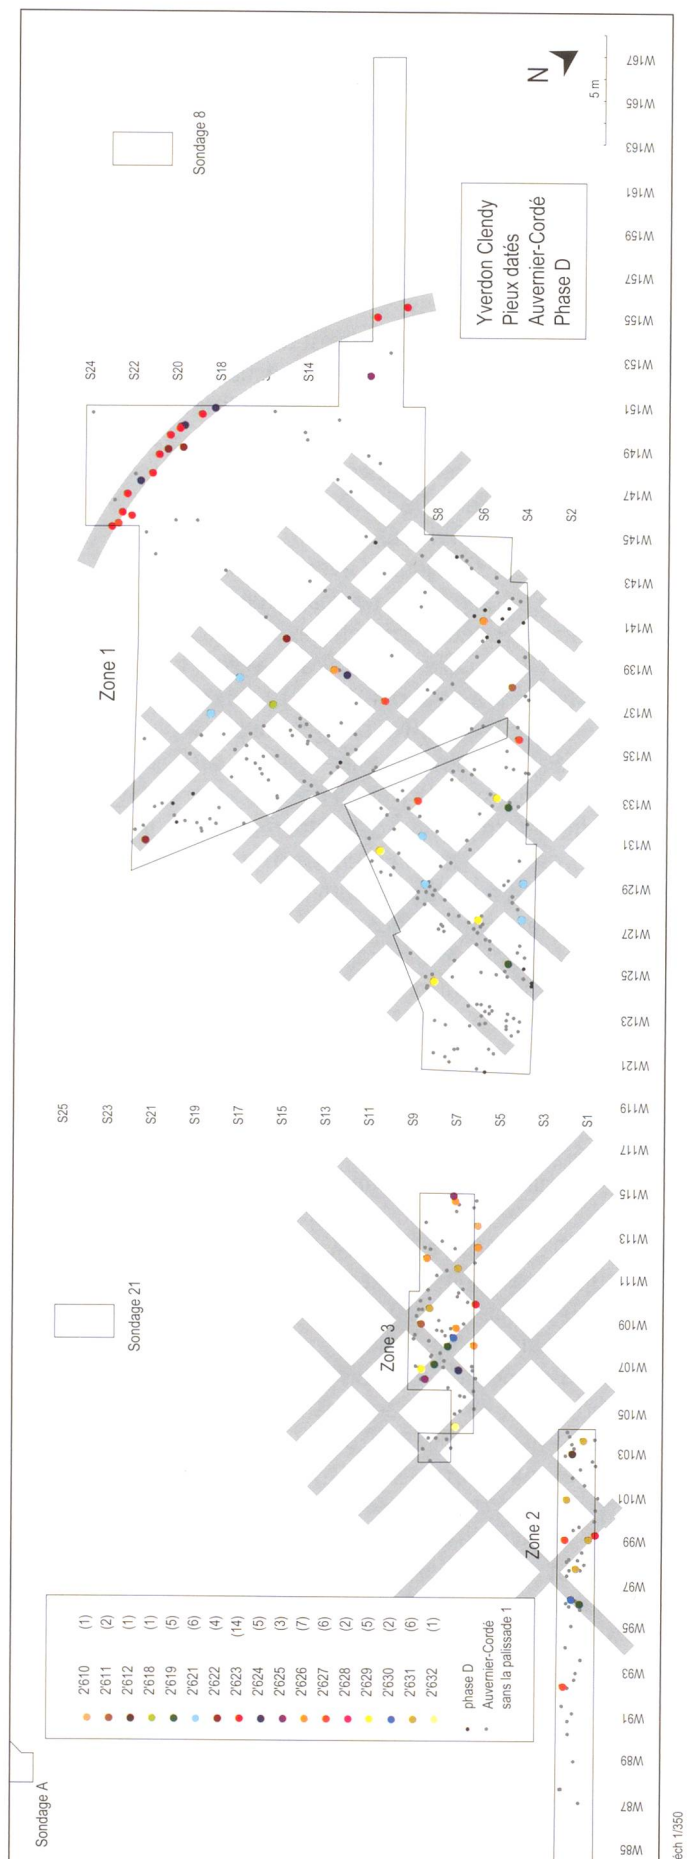 N
5 m
W167
W165
W163
W161
W159
W157
W155
W153
W151
W149
W147
W145
W143
W141
W139
W137
W135
W133
W131
W129
W127
W125
W123
W121
W119
W117
W115
W113
W111
W109
W107
W105
W103
W101
W99
W97
W95
W93
W91
W89
W87
W85
Sondage 8
Yverdon Clendy
Pieux datés
Auvernier-Cordé
Phase D
S24
S22
S20
S18
S14
S8
S6
S4
S2
Zone 1
S25
S23
S21
S19
S17
S15
S13
S11
S9
S7
S5
S3
S1
Sondage 21
Zone 3
Zone 2
2'610 (1)
2'611 (2)
2'612 (1)
2'618 (1)
2'619 (5)
2'621 (6)
2'622 (4)
2'623 (14)
2'624 (5)
2'625 (3)
2'626 (7)
2'627 (6)
2'628 (2)
2'629 (5)
2'630 (2)
2'631 (6)
2'632 (1)
phase D
Auvernier-Cordé
sans la palissade 1
Sondage A
éch 1/350